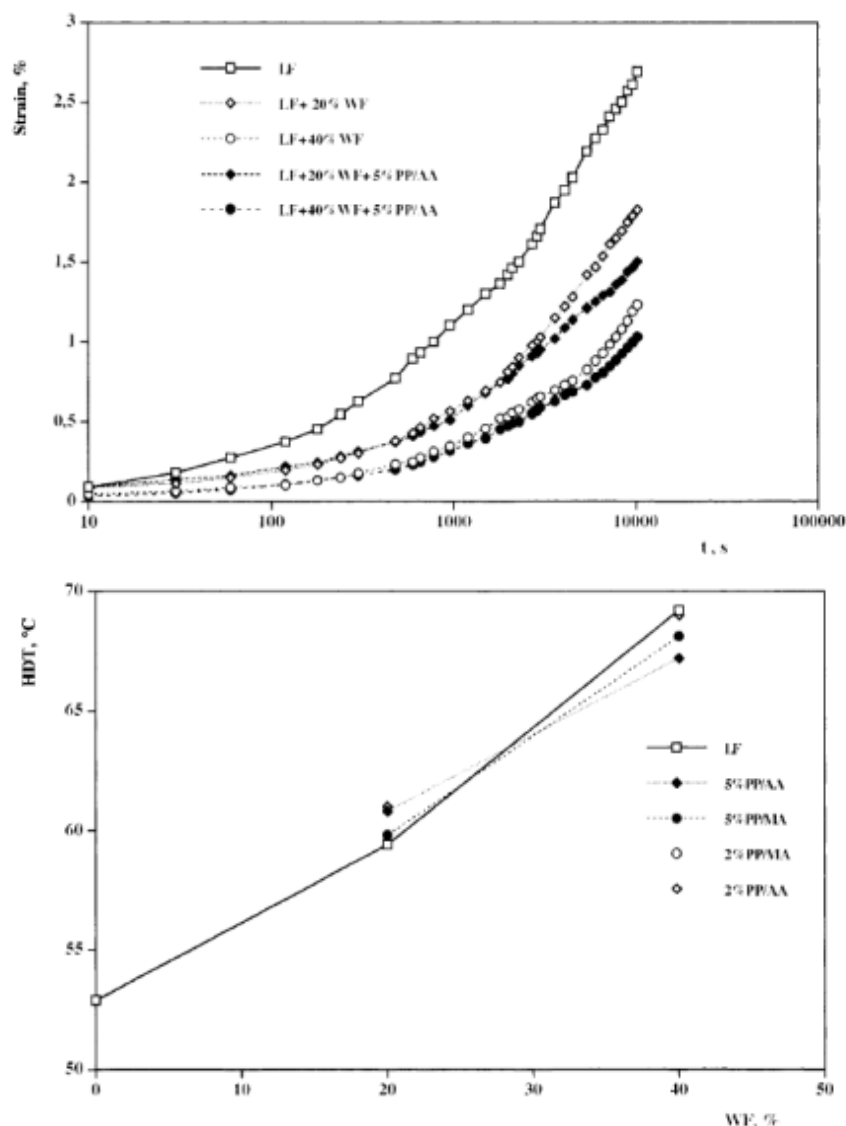 3
Strain, %
2,5
2
1,5
1
0,5
0
LF
LF+ 20% WF
LF+40% WF
LF+20% WF+5% PP/AA
LF+40% WF+5% PP/AA
10
100
1000
10000
100000
t , s
70
HDT, °C
65
60
55
50
LF
5%PP/AA
5%PP/MA
2%PP/MA
2%PP/AA
0
10
20
30
40
50
WF, %